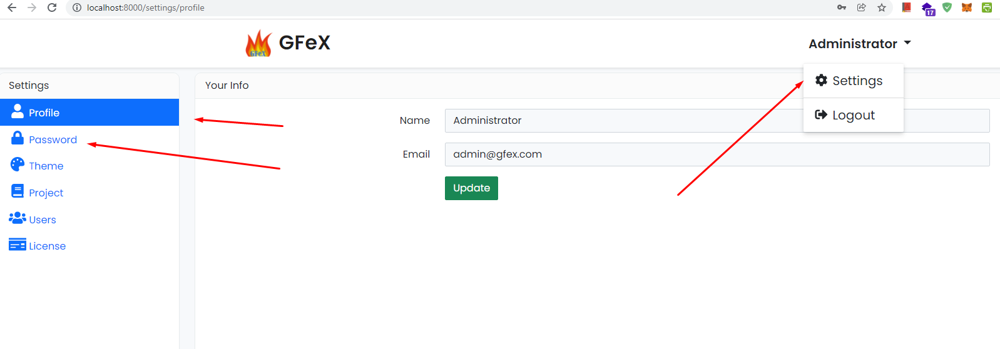 localhost:8000/settings/profile
17
GFeX
GFeX
Administrator
Settings
Logout
Settings
Profile
Password
Theme
Project
Users
License
Your Info
Name
Administrator
Email
admin@gfex.com
Update